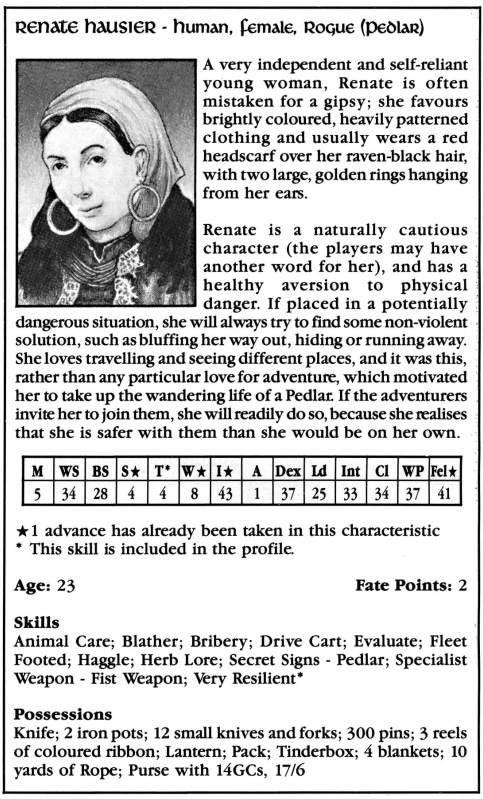 Renate Hausier - Human, Female, Rogue (Pedlar)
A very independent and self-reliant
young woman, Renate is often
mistaken for a gipsy; she favours
brightly coloured, heavily patterned
clothing and usually wears a red
headscarf over her raven-black hair,
with two large, golden rings hanging
from her ears.
Renate is a naturally cautious
character (the players may have
another word for her), and has a
healthy aversion to physical
danger. If placed in a potentially
dangerous situation, she will always try to find some non-violent
solution, such as bluffing her way out, hiding or running away.
She loves travelling and seeing different places, and it was this,
rather than any particular love for adventure, which motivated
her to take up the wandering life of a Pedlar. If the adventurers
invite her to join them, she will readily do so, because she realises
that she is safer with them than she would be on her own.
M WS BS S★ T* W★ I★ A Dex Ld Int Cl WP Fel★
5 34 28 4 4 8 43 1 37 25 33 34 37 41
★1 advance has already been taken in this characteristic
* This skill is included in the profile.
Age: 23 Fate Points: 2
Skills
Animal Care; Blather; Bribery; Drive Cart; Evaluate; Fleet
Footed; Haggle; Herb Lore; Secret Signs - Pedlar; Specialist
Weapon - Fist Weapon; Very Resilient*
Possessions
Knife; 2 iron pots; 12 small knives and forks; 300 pins; 3 reels
of coloured ribbon; Lantern; Pack; Tinderbox; 4 blankets; 10
yards of Rope; Purse with 14GCs, 17/6